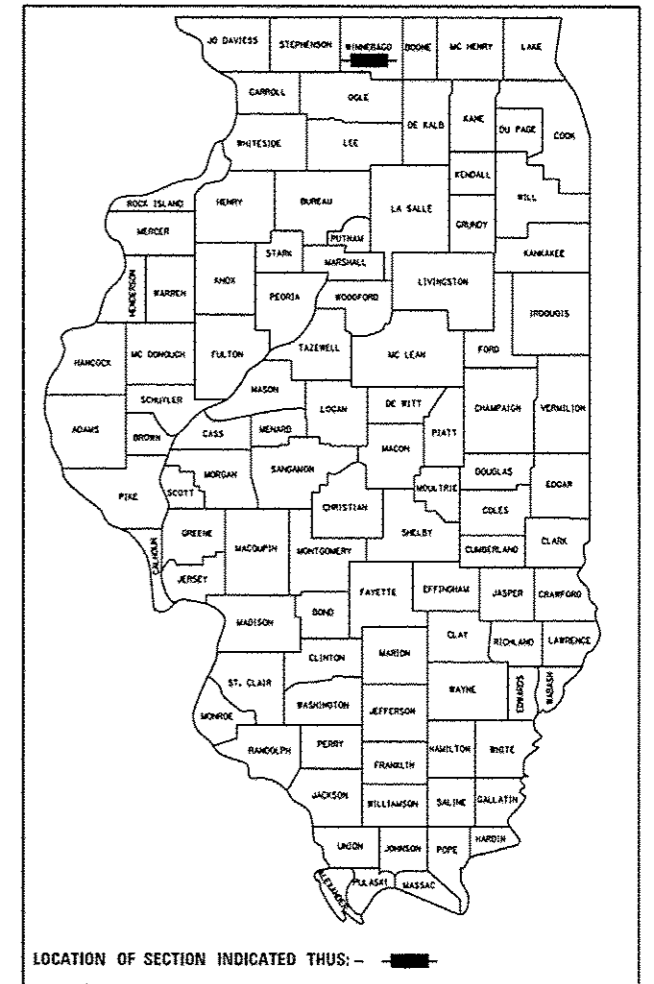 JO DAVIESS STEPHENSON WINNEBAGO BOONE MC HENRY LAKE
CARROLL OGLE DE KALB KANE DU PAGE COOK
WHITESIDE LEE
KENDALL WILL
ROCK ISLAND HENRY BUREAU LA SALLE GRUNDY
MERCER PUTNAM KANKAKEE
STARK MARSHALL
HENDERSON WARREN KNOX PEORIA WOODFORD LIVINGSTON IROQUOIS
HANCOCK MC DONOUGH FULTON TAZEWELL MC LEAN FORD
SCHUYLER MASON LOGAN DE WITT CHAMPAIGN VERMILION
ADAMS BROWN CASS MENARD MACON PIATT
PIKE SCOTT MORGAN SANGAMON CHRISTIAN MOULTRIE DOUGLAS EDGAR
COLES
CALHOUN GREENE MACOUPIN MONTGOMERY SHELBY CUMBERLAND CLARK
JERSEY
FAYETTE EFFINGHAM JASPER CRAWFORD
MADISON BOND
CLAY RICHLAND LAWRENCE
CLINTON MARION
ST. CLAIR WAYNE EDWARDS WABASH
MONROE WASHINGTON JEFFERSON
RANDOLPH PERRY HAMILTON WHITE
FRANKLIN
JACKSON WILLIAMSON SALINE GALLATIN
UNION JOHNSON POPE HARDIN
ALEXANDER PULASKI MASSAC
LOCATION OF SECTION INDICATED THUS: –